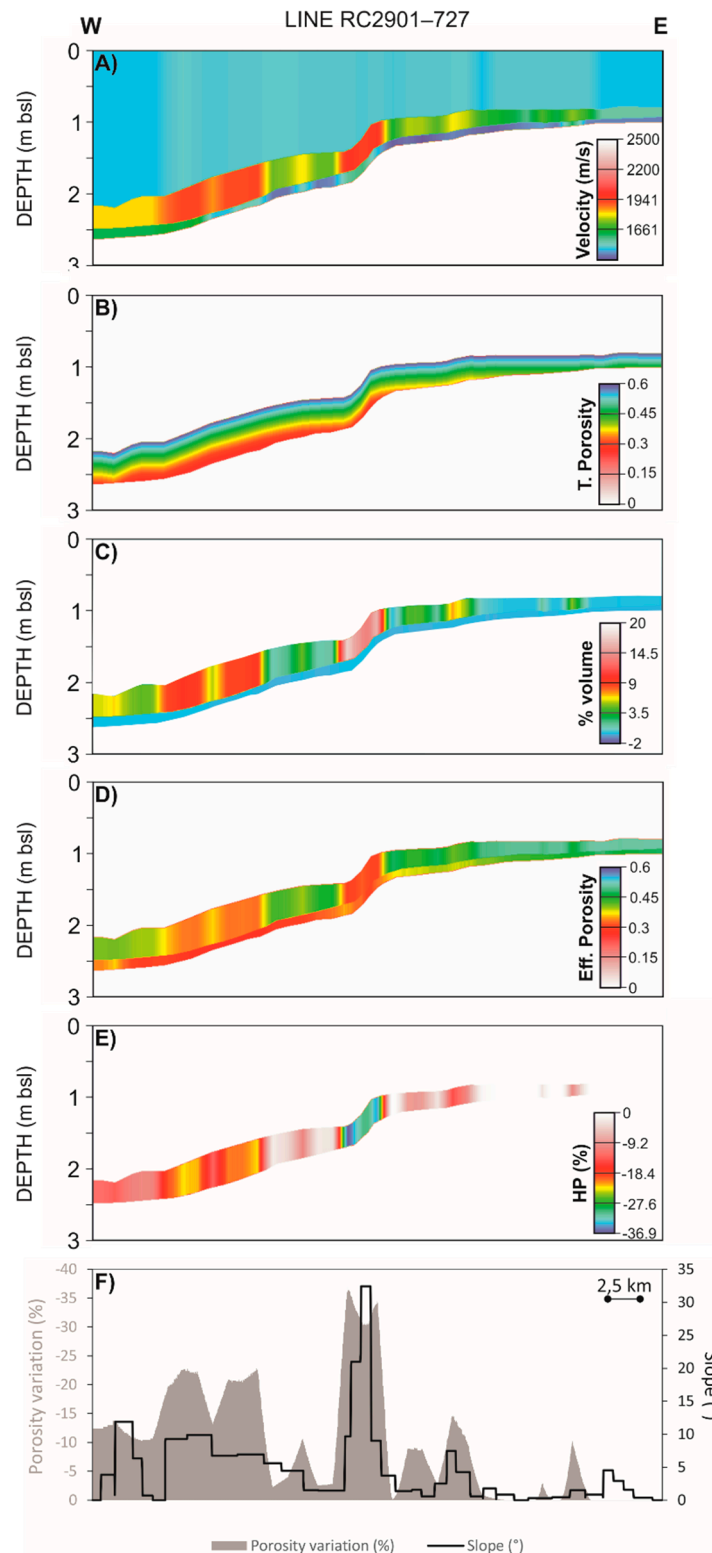 LINE RC2901–727
W
E
A)
DEPTH (m bsl)
0
1
2
3
Velocity (m/s)
2500
2200
1941
1661
B)
DEPTH (m bsl)
0
1
2
3
T. Porosity
0.6
0.45
0.3
0.15
0
C)
DEPTH (m bsl)
0
1
2
3
% volume
20
14.5
9
3.5
-2
D)
DEPTH (m bsl)
0
1
2
3
Eff. Porosity
0.6
0.45
0.3
0.15
0
E)
DEPTH (m bsl)
0
1
2
3
HP (%)
0
-9.2
-18.4
-27.6
-36.9
F)
Porosity variation (%)
-40
-35
-30
-25
-20
-15
-10
-5
0
2,5 km
35
30
25
20
15
10
5
0
Slope (°)
Porosity variation (%)
Slope (°)